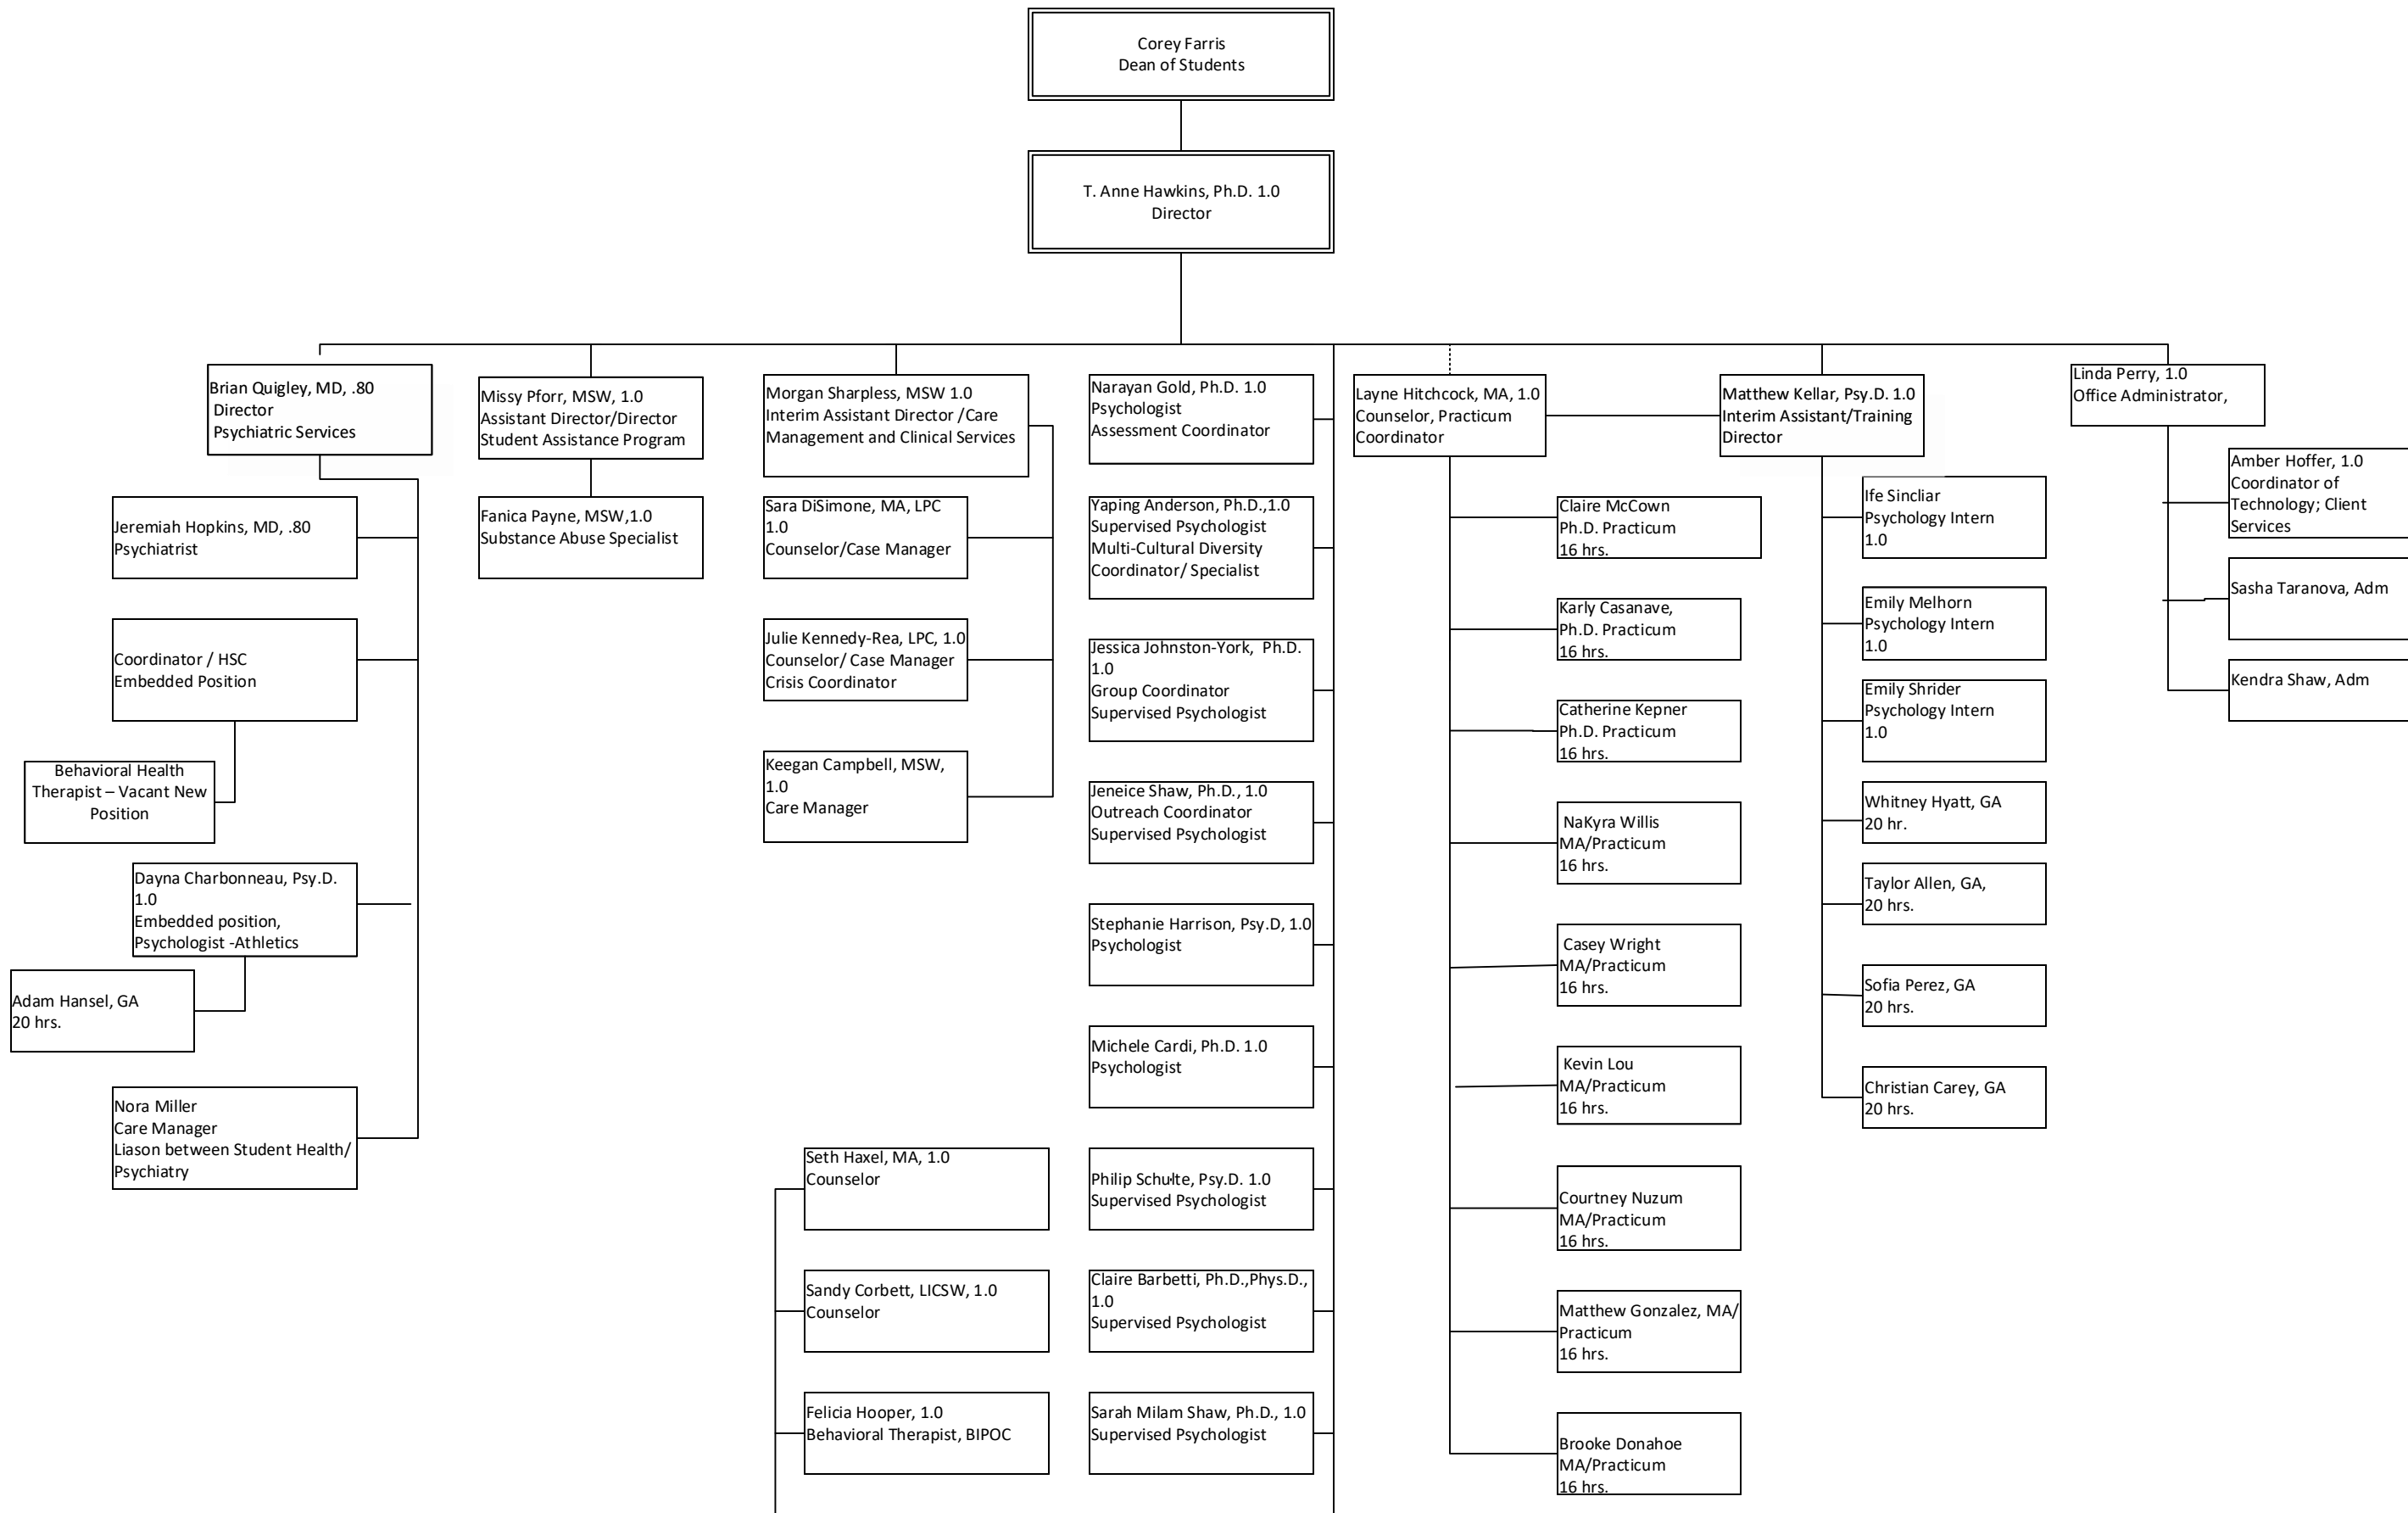 Corey Farris
Dean of Students
T. Anne Hawkins, Ph.D. 1.0
Director
Brian Quigley, MD, .80
Director
Psychiatric Services
Jeremiah Hopkins, MD, .80
Psychiatrist
Coordinator / HSC
Embedded Position
Behavioral Health
Therapist – Vacant New
Position
Dayna Charbonneau, Psy.D.
1.0
Embedded position,
Psychologist -Athletics
Adam Hansel, GA
20 hrs.
Nora Miller
Care Manager
Liason between Student Health/
Psychiatry
Missy Pforr, MSW, 1.0
Assistant Director/Director
Student Assistance Program
Fanica Payne, MSW,1.0
Substance Abuse Specialist
Morgan Sharpless, MSW 1.0
Interim Assistant Director /Care
Management and Clinical Services
Sara DiSimone, MA, LPC
1.0
Counselor/Case Manager
Julie Kennedy-Rea, LPC, 1.0
Counselor/ Case Manager
Crisis Coordinator
Keegan Campbell, MSW,
1.0
Care Manager
Seth Haxel, MA, 1.0
Counselor
Sandy Corbett, LICSW, 1.0
Counselor
Felicia Hooper, 1.0
Behavioral Therapist, BIPOC
Narayan Gold, Ph.D. 1.0
Psychologist
Assessment Coordinator
Yaping Anderson, Ph.D.,1.0
Supervised Psychologist
Multi-Cultural Diversity
Coordinator/ Specialist
Jessica Johnston-York, Ph.D.
1.0
Group Coordinator
Supervised Psychologist
Jeneice Shaw, Ph.D., 1.0
Outreach Coordinator
Supervised Psychologist
Stephanie Harrison, Psy.D, 1.0
Psychologist
Michele Cardi, Ph.D. 1.0
Psychologist
Philip Schulte, Psy.D. 1.0
Supervised Psychologist
Claire Barbetti, Ph.D.,Phys.D.,
1.0
Supervised Psychologist
Sarah Milam Shaw, Ph.D., 1.0
Supervised Psychologist
Layne Hitchcock, MA, 1.0
Counselor, Practicum
Coordinator
Claire McCown
Ph.D. Practicum
16 hrs.
Karly Casanave,
Ph.D. Practicum
16 hrs.
Catherine Kepner
Ph.D. Practicum
16 hrs.
NaKyra Willis
MA/Practicum
16 hrs.
Casey Wright
MA/Practicum
16 hrs.
Kevin Lou
MA/Practicum
16 hrs.
Courtney Nuzum
MA/Practicum
16 hrs.
Matthew Gonzalez, MA/
Practicum
16 hrs.
Brooke Donahoe
MA/Practicum
16 hrs.
Matthew Kellar, Psy.D. 1.0
Interim Assistant/Training
Director
Ife Sincliar
Psychology Intern
1.0
Emily Melhorn
Psychology Intern
1.0
Emily Shrider
Psychology Intern
1.0
Whitney Hyatt, GA
20 hr.
Taylor Allen, GA,
20 hrs.
Sofia Perez, GA
20 hrs.
Christian Carey, GA
20 hrs.
Linda Perry, 1.0
Office Administrator,
Amber Hoffer, 1.0
Coordinator of
Technology; Client
Services
Sasha Taranova, Adm
Kendra Shaw, Adm